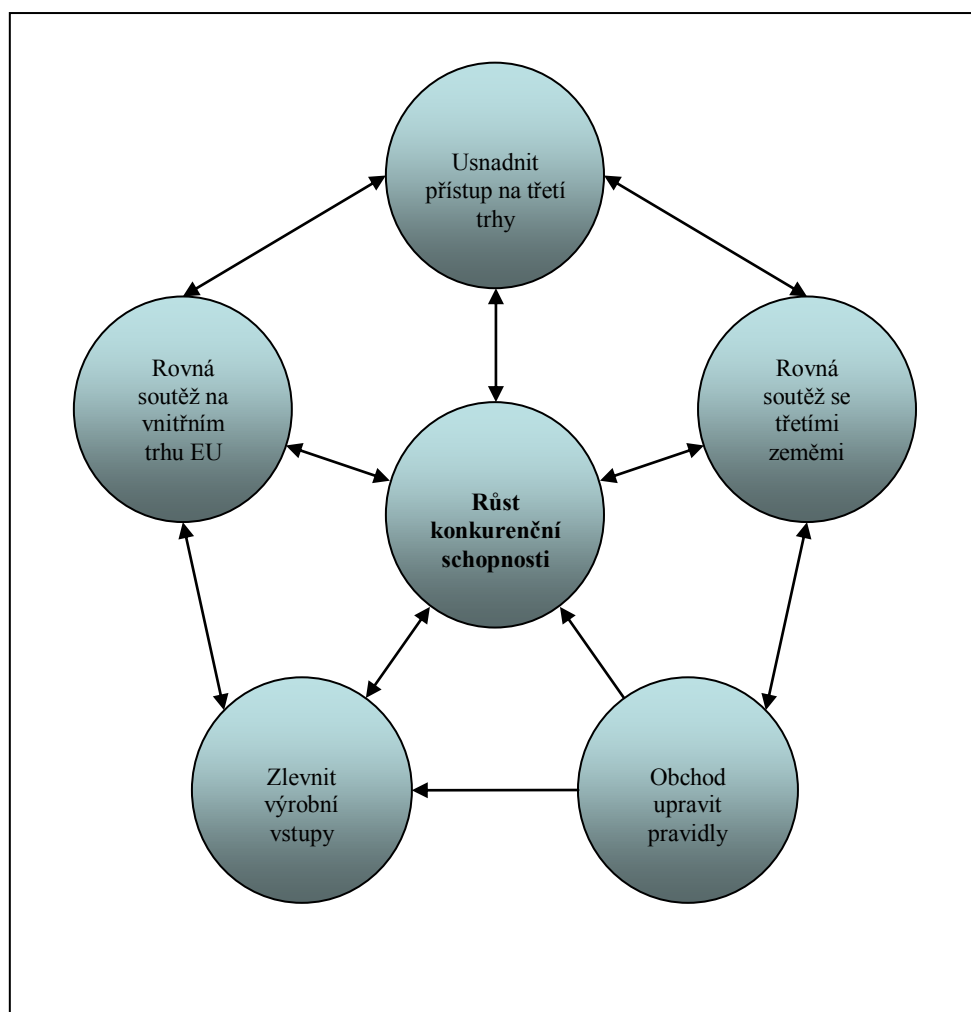 Usnadnit
přístup na třetí
trhy
Rovná
soutěž na
vnitřním
trhu EU
Rovná
soutěž se
třetími
zeměmi
Růst
konkurenční
schopnosti
Zlevnit
výrobní
vstupy
Obchod
upravit
pravidly